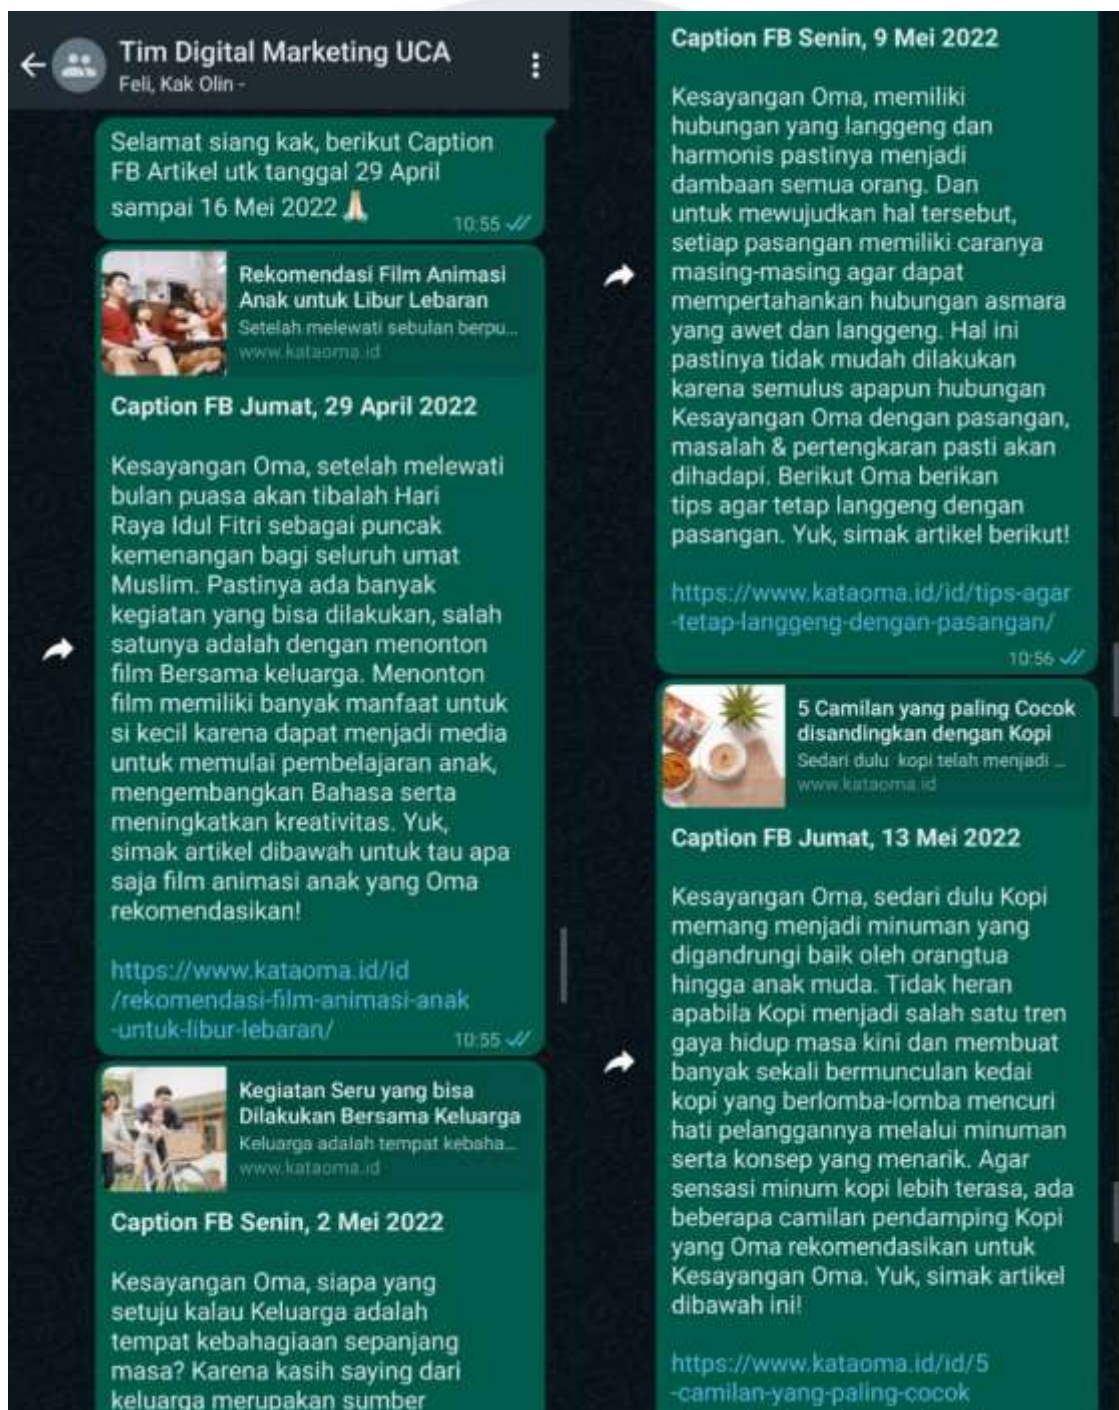 Tim Digital Marketing UCA
Feli, Kak Olin -
Selamat siang kak, berikut Caption
FB Artikel utk tanggal 29 April
sampai 16 Mei 2022 🙏🏻
10:55
Rekomendasi Film Animasi
Anak untuk Libur Lebaran
Setelah melewati sebulan berpu...
www.kataoma.id
Caption FB Jumat, 29 April 2022
Kesayangan Oma, setelah melewati
bulan puasa akan tibalah Hari
Raya Idul Fitri sebagai puncak
kemenangan bagi seluruh umat
Muslim. Pastinya ada banyak
kegiatan yang bisa dilakukan, salah
satunya adalah dengan menonton
film Bersama keluarga. Menonton
film memiliki banyak manfaat untuk
si kecil karena dapat menjadi media
untuk memulai pembelajaran anak,
mengembangkan Bahasa serta
meningkatkan kreativitas. Yuk,
simak artikel dibawah untuk tau apa
saja film animasi anak yang Oma
rekomendasikan!
https://www.kataoma.id/id
/rekomendasi-film-animasi-anak
-untuk-libur-lebaran/
10:55
Kegiatan Seru yang bisa
Dilakukan Bersama Keluarga
Keluarga adalah tempat kebaha...
www.kataoma.id
Caption FB Senin, 2 Mei 2022
Kesayangan Oma, siapa yang
setuju kalau Keluarga adalah
tempat kebahagiaan sepanjang
masa? Karena kasih saying dari
keluarga merupakan sumber
Caption FB Senin, 9 Mei 2022
Kesayangan Oma, memiliki
hubungan yang langgeng dan
harmonis pastinya menjadi
dambaan semua orang. Dan
untuk mewujudkan hal tersebut,
setiap pasangan memiliki caranya
masing-masing agar dapat
mempertahankan hubungan asmara
yang awet dan langgeng. Hal ini
pastinya tidak mudah dilakukan
karena semulus apapun hubungan
Kesayangan Oma dengan pasangan,
masalah & pertengkaran pasti akan
dihadapi. Berikut Oma berikan
tips agar tetap langgeng dengan
pasangan. Yuk, simak artikel berikut!
https://www.kataoma.id/id/tips-agar
-tetap-langgeng-dengan-pasangan/
10:56
5 Camilan yang paling Cocok
disandingkan dengan Kopi
Sedari dulu kopi telah menjadi ...
www.kataoma.id
Caption FB Jumat, 13 Mei 2022
Kesayangan Oma, sedari dulu Kopi
memang menjadi minuman yang
digandrungi baik oleh orangtua
hingga anak muda. Tidak heran
apabila Kopi menjadi salah satu tren
gaya hidup masa kini dan membuat
banyak sekali bermunculan kedai
kopi yang berlomba-lomba mencuri
hati pelanggannya melalui minuman
serta konsep yang menarik. Agar
sensasi minum kopi lebih terasa, ada
beberapa camilan pendamping Kopi
yang Oma rekomendasikan untuk
Kesayangan Oma. Yuk, simak artikel
dibawah ini!
https://www.kataoma.id/id/5
-camilan-yang-paling-cocok